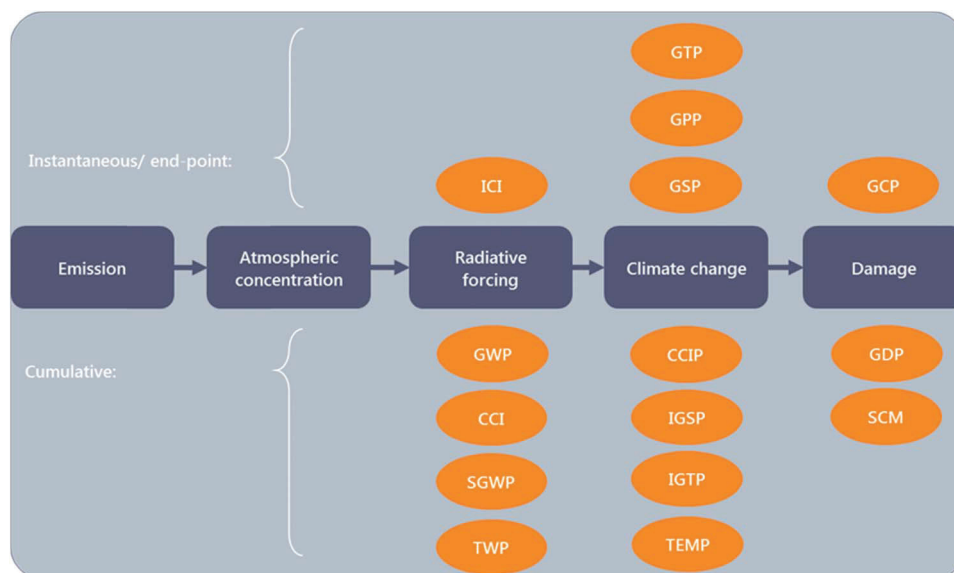 GTP
GPP
Instantaneous/ end-point:
ICI
GSP
GCP
Emission
Atmospheric
concentration
Radiative
forcing
Climate change
Damage
GWP
CCIP
GDP
Cumulative:
CCI
IGSP
SCM
SGWP
IGTP
TWP
TEMP